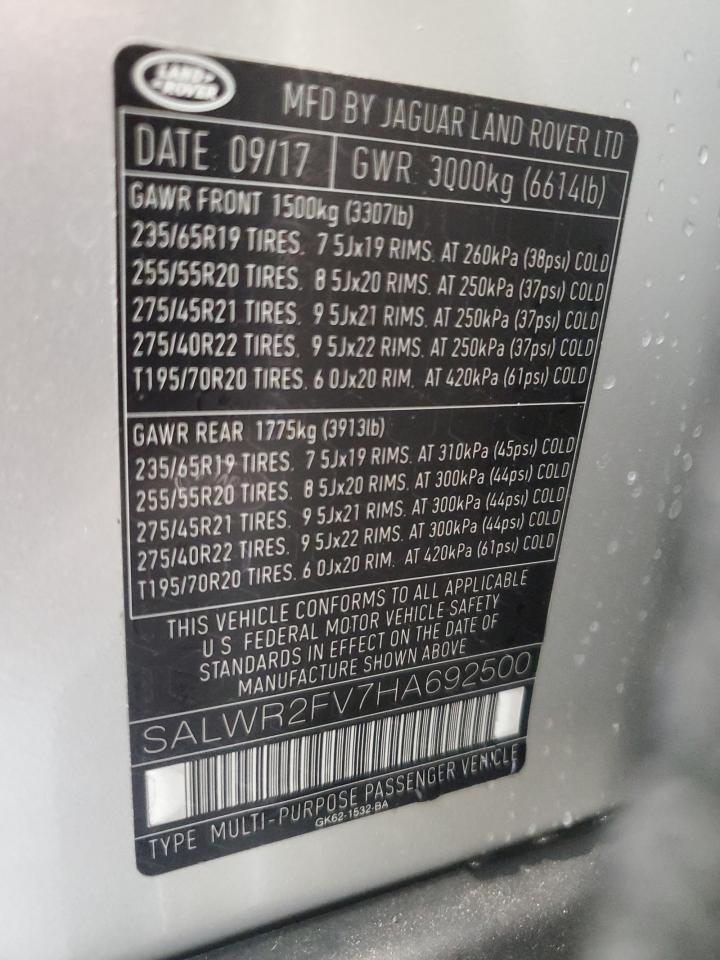 LAND ROVER
MFD BY JAGUAR LAND ROVER LTD
DATE 09/17 GWR 3000kg (6614lb)
GAWR FRONT 1500kg (3307lb)
235/65R19 TIRES. 7 5Jx19 RIMS. AT 260kPa (38psi) COLD
255/55R20 TIRES. 8 5Jx20 RIMS. AT 250kPa (37psi) COLD
275/45R21 TIRES. 9 5Jx21 RIMS. AT 250kPa (37psi) COLD
275/40R22 TIRES. 9 5Jx22 RIMS. AT 250kPa (37psi) COLD
T195/70R20 TIRES. 6 0Jx20 RIM. AT 420kPa (61psi) COLD
GAWR REAR 1775kg (3913lb)
235/65R19 TIRES. 7 5Jx19 RIMS. AT 310kPa (45psi) COLD
255/55R20 TIRES. 8 5Jx20 RIMS. AT 300kPa (44psi) COLD
275/45R21 TIRES. 9 5Jx21 RIMS. AT 300kPa (44psi) COLD
275/40R22 TIRES. 9 5Jx22 RIMS. AT 300kPa (44psi) COLD
T195/70R20 TIRES. 6 0Jx20 RIM. AT 420kPa (61psi) COLD
THIS VEHICLE CONFORMS TO ALL APPLICABLE
U S FEDERAL MOTOR VEHICLE SAFETY
STANDARDS IN EFFECT ON THE DATE OF
MANUFACTURE SHOWN ABOVE
SALWR2FV7HA692500
TYPE MULTI-PURPOSE PASSENGER VEHICLE
GK62-1532-BA